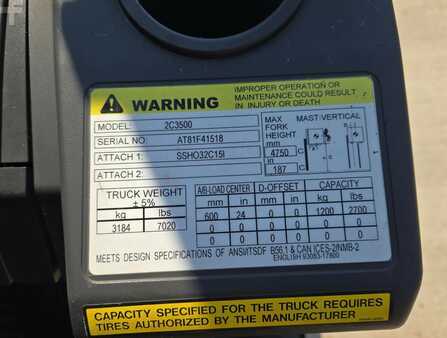 WARNING
IMPROPER OPERATION OR
MAINTENANCE COULD RESULT
IN INJURY OR DEATH
MODEL: 2C3500
SERIAL NO: AT81F41518
ATTACH 1: SSHO32C15I
ATTACH 2:
MAX FORK HEIGHT
mm
4750
in
187
MAST/VERTICAL
TRUCK WEIGHT
± 5%
kg lbs
3184 7020
A/B-LOAD CENTER D-OFFSET CAPACITY
mm in mm in kg lbs
600 24 0 0 1200 2700
0 0 0 0 0 0
0 0 0 0 0 0
MEETS DESIGN SPECIFICATIONS OF ANSI/ITSDF B56.1 & CAN ICES-2/NMB-2
ENGLISH 93083-17800
CAPACITY SPECIFIED FOR THE TRUCK REQUIRES
TIRES AUTHORIZED BY THE MANUFACTURER